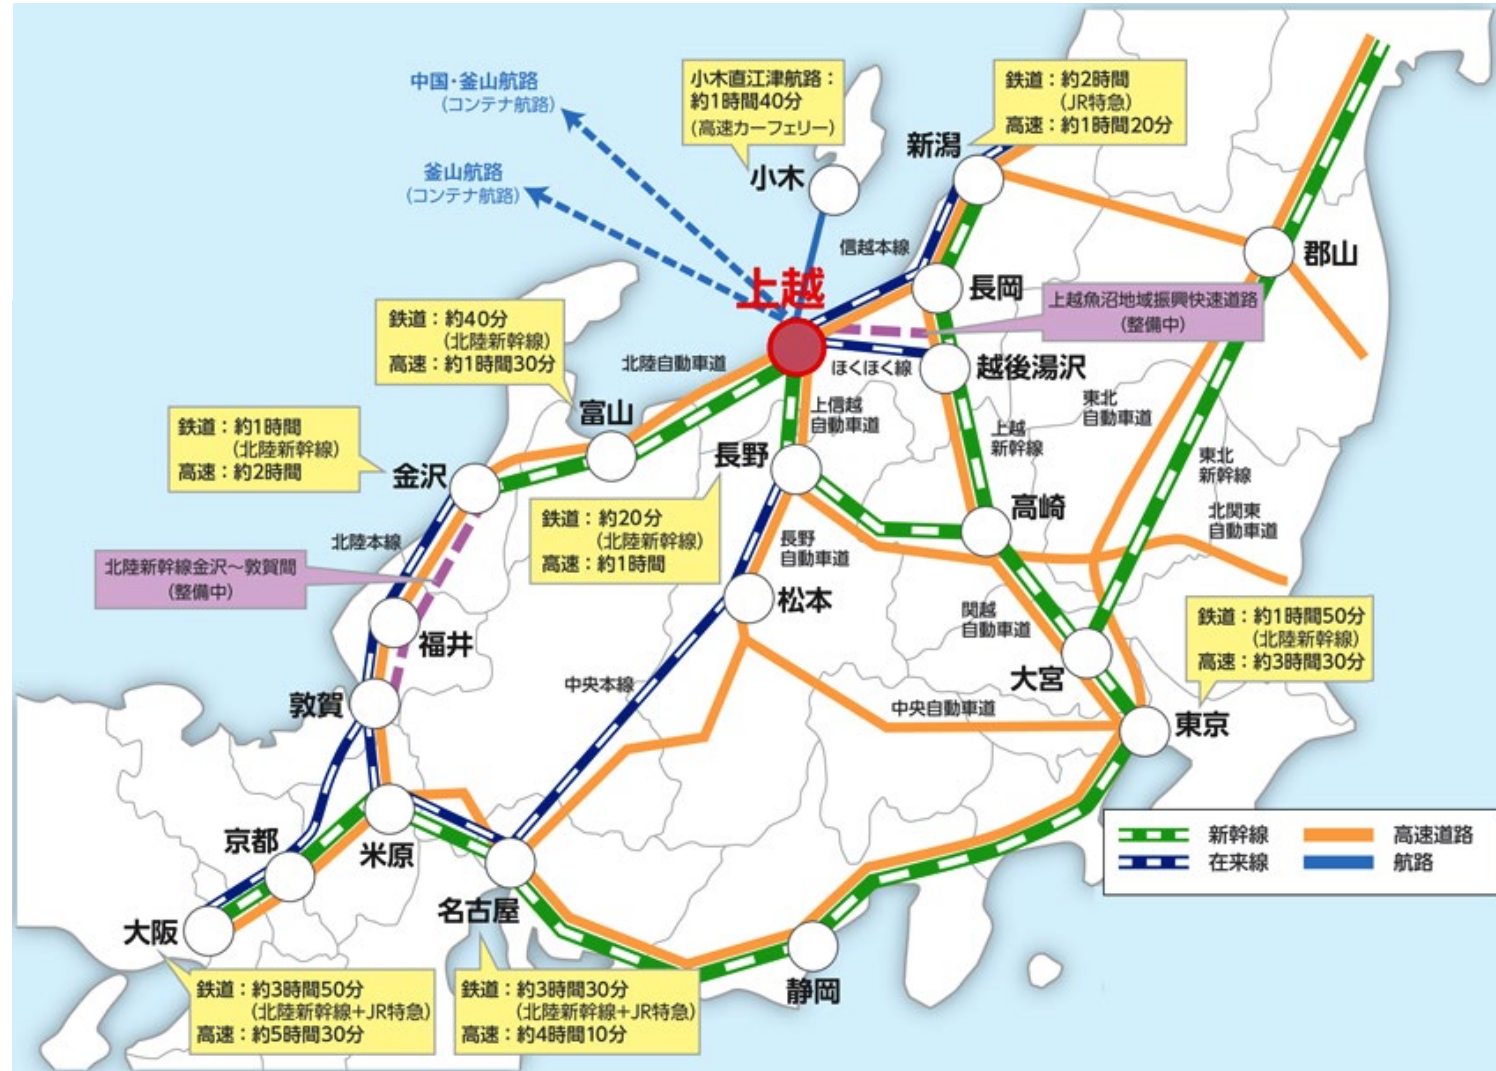 中国・釜山航路
(コンテナ航路)
釜山航路
(コンテナ航路)
小木直江津航路：
約1時間40分
(高速カーフェリー)
小木
鉄道：約2時間
(JR特急)
高速：約1時間20分
新潟
信越本線
上越
長岡
郡山
上越魚沼地域振興快速道路
(整備中)
鉄道：約40分
(北陸新幹線)
高速：約1時間30分
北陸自動車道
ほくほく線
越後湯沢
富山
上信越
自動車道
東北
自動車道
上越
新幹線
鉄道：約1時間
(北陸新幹線)
高速：約2時間
金沢
長野
東北
新幹線
高崎
北関東
自動車道
鉄道：約20分
(北陸新幹線)
高速：約1時間
長野
自動車道
北陸本線
北陸新幹線金沢～敦賀間
(整備中)
松本
関越
自動車道
鉄道：約1時間50分
(北陸新幹線)
高速：約3時間30分
福井
大宮
中央本線
敦賀
中央自動車道
東京
京都
米原
新幹線
高速道路
在来線
航路
名古屋
大阪
静岡
鉄道：約3時間50分
(北陸新幹線+JR特急)
高速：約5時間30分
鉄道：約3時間30分
(北陸新幹線+JR特急)
高速：約4時間10分